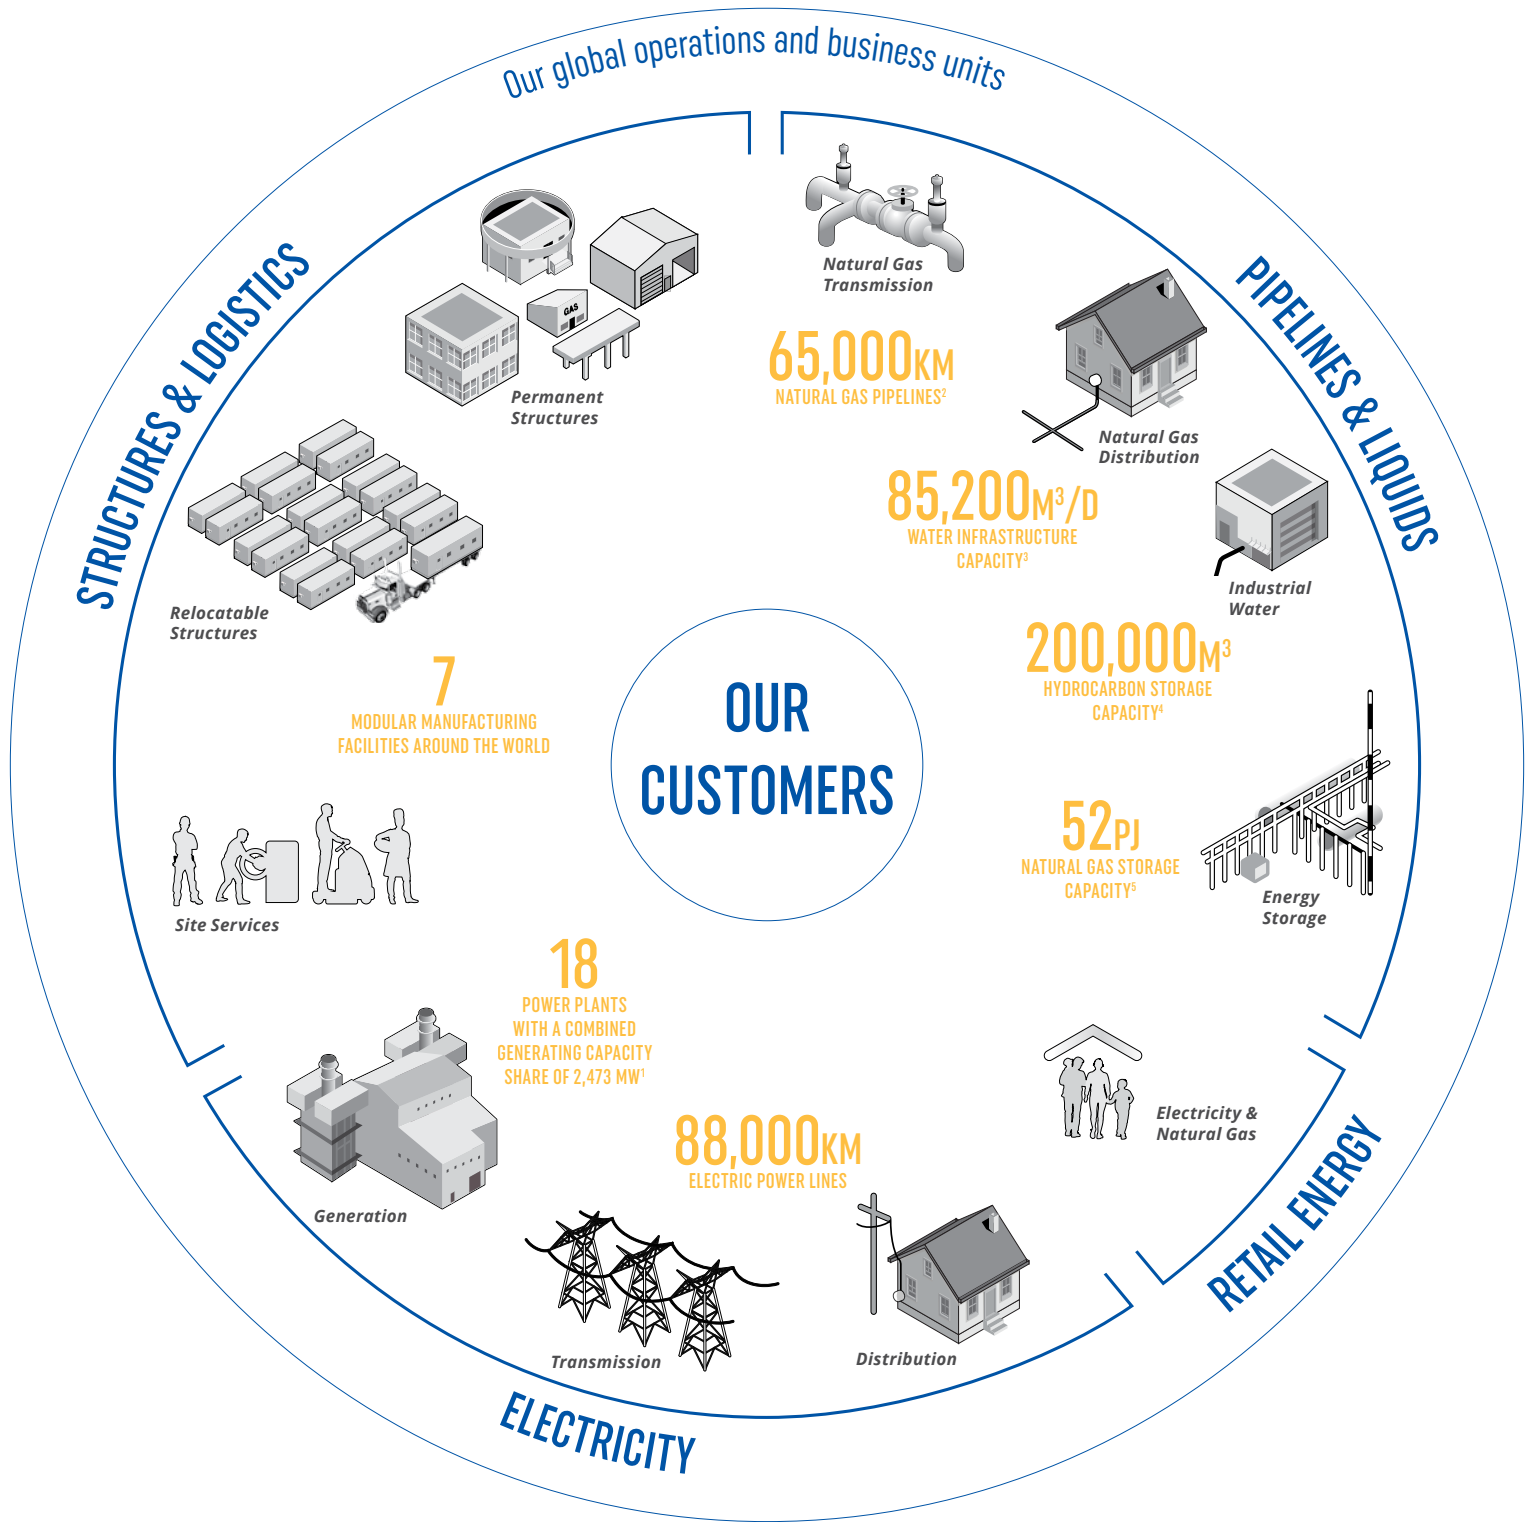 Our global operations and business units
STRUCTURES & LOGISTICS
GAS
Permanent
Structures
Relocatable
Structures
7
MODULAR MANUFACTURING
FACILITIES AROUND THE WORLD
Site Services
PIPELINES & LIQUIDS
Natural Gas
Transmission
65,000KM
NATURAL GAS PIPELINES²
Natural Gas
Distribution
85,200M³/D
WATER INFRASTRUCTURE
CAPACITY³
Industrial
Water
200,000M³
HYDROCARBON STORAGE
CAPACITY⁴
52PJ
NATURAL GAS STORAGE
CAPACITY⁵
Energy
Storage
OUR
CUSTOMERS
18
POWER PLANTS
WITH A COMBINED
GENERATING CAPACITY
SHARE OF 2,473 MW¹
Generation
88,000KM
ELECTRIC POWER LINES
Transmission
Distribution
ELECTRICITY
Electricity &
Natural Gas
RETAIL ENERGY